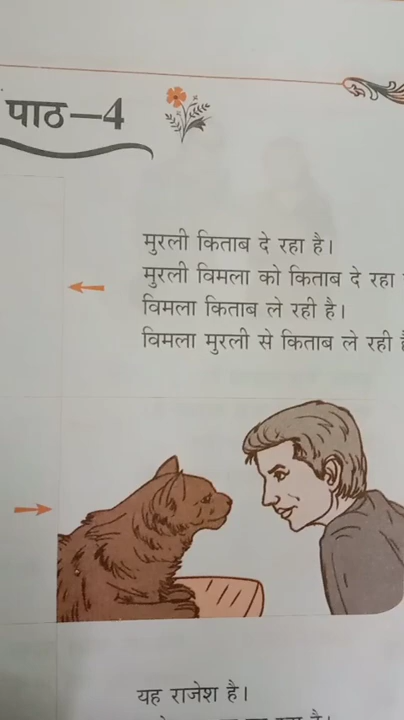 पाठ—4
मुरली किताब दे रहा है।
मुरली विमला को किताब दे रहा
विमला किताब ले रही है।
विमला मुरली से किताब ले रही
यह राजेश है।